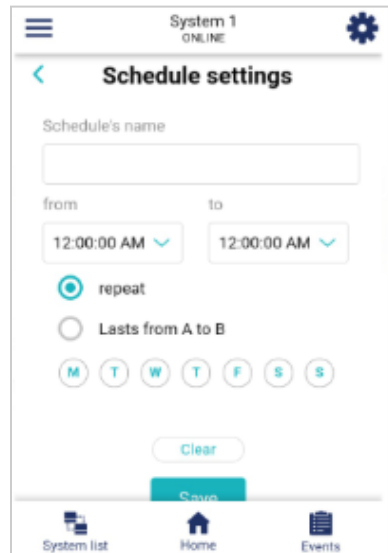 System 1
ONLINE
Schedule settings
Schedule's name
from to
12:00:00 AM 12:00:00 AM
repeat
Lasts from A to B
M T W T F S S
Clear
Save
System list Home Events